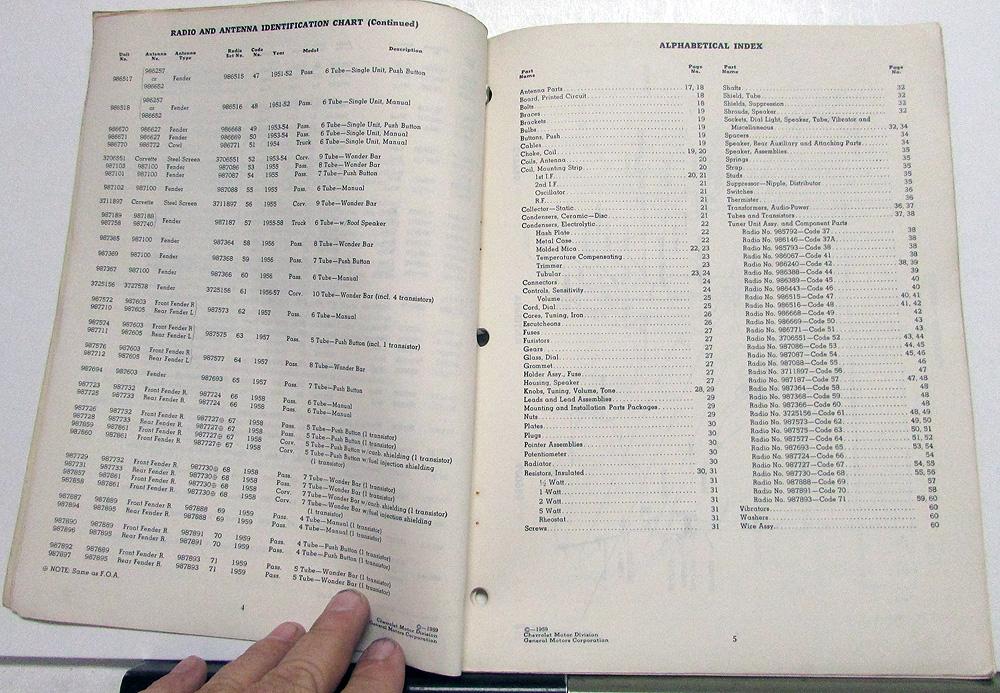 RADIO AND ANTENNA IDENTIFICATION CHART (Continued)
Unit No. Antenna No. Antenna Type Radio Set No. Code No. Year Model Description
986517 986257 or 986652 Fender 986515 47 1951-52 Pass. 6 Tube—Single Unit, Push Button
986518 986257 or 986652 Fender 986516 48 1951-52 Pass. 6 Tube—Single Unit, Manual
986670 986627 Fender 986668 49 1953-54 Pass. 6 Tube—Single Unit, Push Button
986671 986627 Fender 986669 50 1953-54 Pass. 6 Tube—Single Unit, Manual
986770 986772 Cowl 986771 51 1954 Truck 6 Tube—Single Unit, Manual
3706551 Corvette Steel Screen 3706551 52 1953-54 Corv. 9 Tube—Wonder Bar
987103 987100 Fender 987086 53 1955 Pass. 8 Tube—Wonder Bar
987101 987100 Fender 987087 54 1955 Pass. 7 Tube—Push Button
987102 987100 Fender 987088 55 1955 Pass. 6 Tube—Manual
3711897 Corvette Steel Screen 3711897 56 1955 Corv. 9 Tube—Wonder Bar
987189 987188
Fender 987187 57 1955-58 Truck 6 Tube—w/Roof Speaker
987758 987740
987365 987100 Fender 987364 58 1956 Pass. 8 Tube—Wonder Bar
987369 987100 Fender 987368 59 1956 Pass. 7 Tube—Push Button
987367 987100 Fender 987366 60 1956 Pass. 6 Tube—Manual
3725156 3727538 Fender 3725156 61 1956-57 Corv. 10 Tube—Wonder Bar (incl. 4 transistors)
987572 987603 Front Fender R
987573 62 1957 Pass. 6 Tube—Manual
987710 987605 Rear Fender L
987574 987603 Front Fender R
987575 63 1957 Pass. 5 Tube—Push Button (incl. 1 transistor)
987711 987605 Rear Fender L
987576 987603 Front Fender R
987577 64 1957 Pass. 8 Tube—Wonder Bar
987712 987605 Rear Fender L
987694 987603 Fender 987693 65 1957 Pass. 7 Tube—Push Button
987723 987732 Front Fender R. 987724 66 1958 Pass. 6 Tube—Manual
987725 987733 Rear Fender R. 987724 66 1958 Pass. 6 Tube—Manual
987726 987732 Front Fender R. 987727⊕ 67 1958 Pass. 5 Tube—Push Button (1 transistor)
987728 987733 Rear Fender R. 987727⊕ 67 1958 Pass. 5 Tube—Push Button (1 transistor)
987859 987861 Front Fender R. 987727⊕ 67 1958 Corv. 5 Tube—Push Button w/carb. shielding (1 transistor)
987860 987861 Front Fender R. 987727⊕ 67 1958 Corv. 5 Tube—Push Button w/fuel injection shielding
(1 transistor)
987729 987732 Front Fender R. 987730⊕ 68 1958 Pass. 7 Tube—Wonder Bar (1 transistor)
987731 987733 Rear Fender R. 987730⊕ 68 1958 Pass. 7 Tube—Wonder Bar (1 transistor)
987857 987861 Front Fender R. 987730⊕ 68 1958 Corv. 7 Tube—Wonder Bar w/carb shielding (1 transistor)
987858 987861 Front Fender R. 987730⊕ 68 1958 Corv. 7 Tube—Wonder Bar w/fuel injection shielding
(1 transistor)
987887 987889 Front Fender R. 987888 69 1959 Pass. 4 Tube—Manual (1 transistor)
987894 987895 Rear Fender R. 987888 69 1959 Pass. 4 Tube—Manual (1 transistor)
987890 987889 Front Fender R. 987891 70 1959 Pass. 4 Tube—Push Button (1 transistor)
987896 987895 Rear Fender R. 987891 70 1959 Pass. 4 Tube—Push Button (1 transistor)
987892 987889 Front Fender R. 987893 71 1959 Pass. 5 Tube—Wonder Bar (1 transistor)
987897 987895 Rear Fender R. 987893 71 1959 Pass. 5 Tube—Wonder Bar (1 transistor)
⊕ NOTE: Same as F.O.A.
4
©—1959
Chevrolet Motor Division
General Motors Corporation
ALPHABETICAL INDEX
Part Name Page No.
Antenna Parts 17, 18
Board, Printed Circuit 18
Bolts 18
Braces 19
Brackets 19
Bulbs 19
Buttons, Push 19
Cables 19
Choke, Coil 19, 20
Coils, Antenna 20
Coil, Mounting Strip 20
1st I.F. 20, 21
2nd I.F. 21
Oscillator 21
R.F. 21
Collector—Static 21
Condensers, Ceramic—Disc 21
Condensers, Electrolytic 22
Hash Plate 22
Metal Case 22
Molded Mica 22, 23
Temperature Compensating 23
Trimmer 23
Tubular 23, 24
Connectors 24
Controls, Sensitivity 24
Volume 25
Cord, Dial 25
Cores, Tuning, Iron 26
Escutcheons 26
Fuses 27
Fusistors 27
Gears 27
Glass, Dial 27
Grommet 27
Holder Assy., Fuse 27
Housing, Speaker 27
Knobs, Tuning, Volume, Tone 28, 29
Leads and Lead Assemblies 29
Mounting and Installation Parts Packages 29
Nuts 29
Plates 30
Plugs 30
Pointer Assemblies 30
Potentiometer 30
Radiator 30
Resistors, Insulated 30, 31
½ Watt 31
1 Watt 31
2 Watt 31
5 Watt 31
Rheostat 31
Screws 31
Part Name Page No.
Shafts 32
Shield, Tube 32
Shields, Suppression 32
Shrouds, Speaker 32
Sockets, Dial Light, Speaker, Tube, Vibrator and
Miscellaneous 32, 34
Spacers 34
Speaker, Rear Auxiliary and Attaching Parts 34
Speaker, Assemblies 35
Springs 35
Strap 35
Studs 35
Suppressor—Nipple, Distributor 35
Switches 36
Thermister 36
Transformers, Audio-Power 36, 37
Tubes and Transistors 37, 38
Tuner Unit Assy. and Component Parts
Radio No. 985792—Code 37 38
Radio No. 986146—Code 37A 38
Radio No. 985793—Code 38 38
Radio No. 986067—Code 41 38
Radio No. 986240—Code 42 38, 39
Radio No. 986388—Code 44 39
Radio No. 986389—Code 45 40
Radio No. 986443—Code 46 40
Radio No. 986515—Code 47 40, 41
Radio No. 986516—Code 48 41, 42
Radio No. 986668—Code 49 42
Radio No. 986669—Code 50 43
Radio No. 986771—Code 51 43
Radio No. 3706551—Code 52 43, 44
Radio No. 987086—Code 53 44, 45
Radio No. 987087—Code 54 45, 46
Radio No. 987088—Code 55 46
Radio No. 3711897—Code 56 47
Radio No. 987187—Code 57 47, 48
Radio No. 987364—Code 58 48
Radio No. 987368—Code 59 48
Radio No. 987366—Code 60 48
Radio No. 3725156—Code 61 48, 49
Radio No. 987573—Code 62 49, 50
Radio No. 987575—Code 63 50, 51
Radio No. 987577—Code 64 51, 52
Radio No. 987693—Code 65 53, 54
Radio No. 987724—Code 66 54
Radio No. 987727—Code 67 54, 55
Radio No. 987730—Code 68 55, 56
Radio No. 987888—Code 69 57
Radio No. 987891—Code 70 58
Radio No. 987893—Code 71 59, 60
Vibrators 60
Washers 60
Wire Assy. 60
©—1959
Chevrolet Motor Division
General Motors Corporation
5